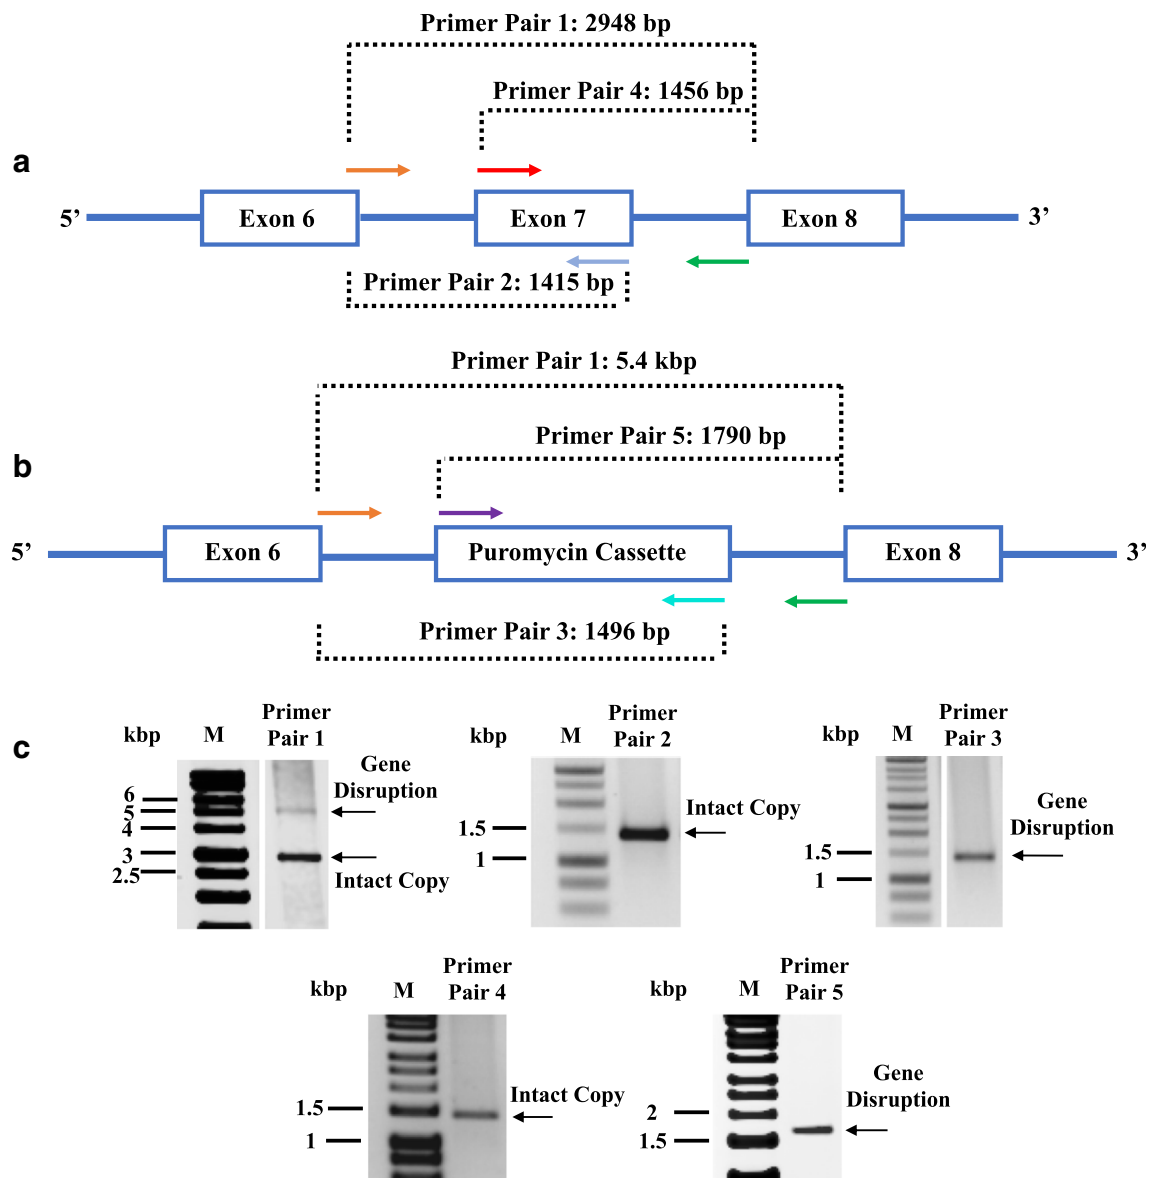 Primer Pair 1: 2948 bp
Primer Pair 4: 1456 bp
a
5’ Exon 6 Exon 7 Exon 8 3’
Primer Pair 2: 1415 bp
Primer Pair 1: 5.4 kbp
Primer Pair 5: 1790 bp
b
5’ Exon 6 Puromycin Cassette Exon 8 3’
Primer Pair 3: 1496 bp
c
kbp M Primer
Pair 1
Gene
Disruption
6
5
4
3
2.5
Intact Copy
kbp M Primer
Pair 2
Intact Copy
1.5
1
kbp M Primer
Pair 3
Gene
Disruption
1.5
1
kbp M Primer
Pair 4
Intact Copy
1.5
1
kbp M Primer
Pair 5
Gene
Disruption
2
1.5